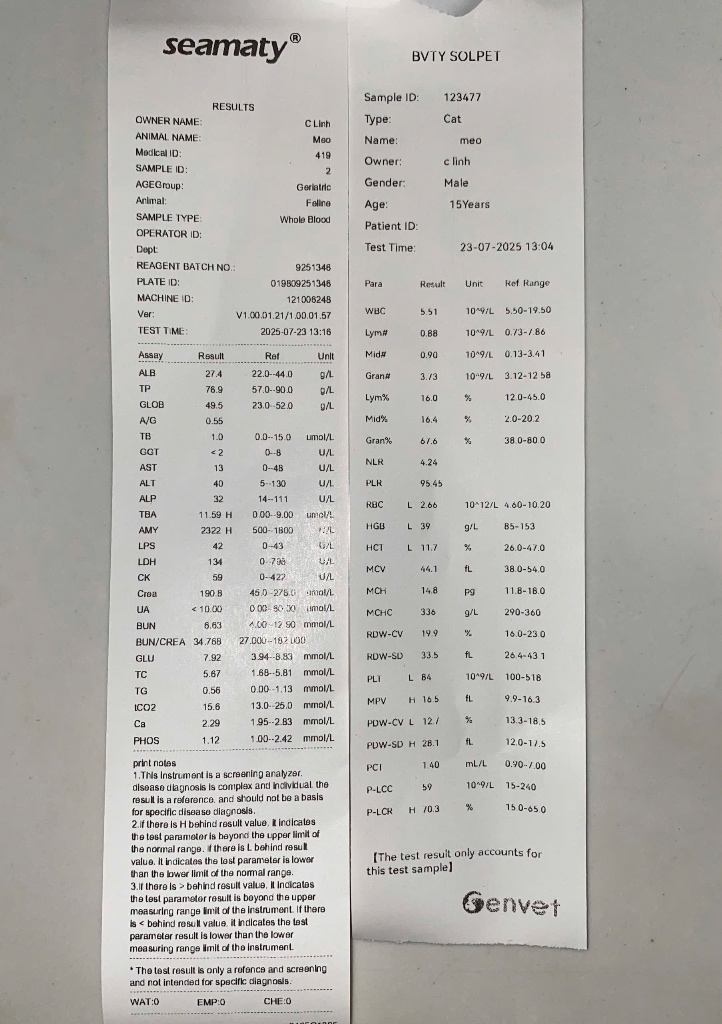 seamaty®
RESULTS
OWNER NAME: C Linh
ANIMAL NAME: Meo
Medical ID: 419
SAMPLE ID: 2
AGEGroup: Geriatric
Animal: Feline
SAMPLE TYPE: Whole Blood
OPERATOR ID:
Dept:
REAGENT BATCH NO.: 9251346
PLATE ID: 019809251346
MACHINE ID: 121006248
Ver: V1.00.01.21/1.00.01.57
TEST TIME: 2025-07-23 13:16
Assay Result Ref Unit
ALB 27.4 22.0--44.0 g/L
TP 76.9 57.0--90.0 g/L
GLOB 49.5 23.0--52.0 g/L
A/G 0.55
TB 1.0 0.0--15.0 umol/L
GGT <2 0--8 U/L
AST 13 0--48 U/L
ALT 40 5--130 U/L
ALP 32 14--111 U/L
TBA 11.59 H 0.00--9.00 umol/L
AMY 2322 H 500--1800 U/L
LPS 42 0--43 U/L
LDH 134 0--798 U/L
CK 59 0--422 U/L
Crea 190.8 45.0--275.0 umol/L
UA <10.00 0.00--60.00 umol/L
BUN 6.63 4.00--12.90 mmol/L
BUN/CREA 34.768 27.000--182.000
GLU 7.92 3.94--8.83 mmol/L
TC 5.67 1.68--5.81 mmol/L
TG 0.56 0.00--1.13 mmol/L
tCO2 15.6 13.0--25.0 mmol/L
Ca 2.29 1.95--2.83 mmol/L
PHOS 1.12 1.00--2.42 mmol/L
print notes
1.This Instrument is a screening analyzer.
disease diagnosis is complex and individual. the
result is a reference. and should not be a basis
for specific disease diagnosis.
2.If there is H behind result value. it indicates
the test parameter is beyond the upper limit of
the normal range. If there is L behind result
value. it indicates the test parameter is lower
than the lower limit of the normal range.
3.If there is > behind result value. it indicates
the test parameter result is beyond the upper
measuring range limit of the instrument. If there
is < behind result value. it indicates the test
parameter result is lower than the lower
measuring range limit of the instrument.
* The test result is only a refence and screening
and not intended for specific diagnosis.
WAT:0 EMP:0 CHE:0
BVTY SOLPET
Sample ID: 123477
Type: Cat
Name: meo
Owner: c linh
Gender: Male
Age: 15Years
Patient ID:
Test Time: 23-07-2025 13:04
Para Result Unit Ref Range
WBC 5.51 10^9/L 5.50-19.50
Lym# 0.88 10^9/L 0.73-7.86
Mid# 0.90 10^9/L 0.13-3.41
Gran# 3.73 10^9/L 3.12-12.58
Lym% 16.0 % 12.0-45.0
Mid% 16.4 % 2.0-20.2
Gran% 67.6 % 38.0-80.0
NLR 4.24
PLR 95.45
RBC L 2.66 10^12/L 4.60-10.20
HGB L 39 g/L 85-153
HCT L 11.7 % 26.0-47.0
MCV 44.1 fL 38.0-54.0
MCH 14.8 pg 11.8-18.0
MCHC 336 g/L 290-360
RDW-CV 19.9 % 16.0-23.0
RDW-SD 33.5 fL 26.4-43.1
PLT L 84 10^9/L 100-518
MPV H 16.5 fL 9.9-16.3
PDW-CV L 12.7 % 13.3-18.5
PDW-SD H 28.1 fL 12.0-17.5
PCT 1.40 mL/L 0.90-7.00
P-LCC 59 10^9/L 15-240
P-LCR H 70.3 % 15.0-65.0
【The test result only accounts for
this test sample】
Genvet